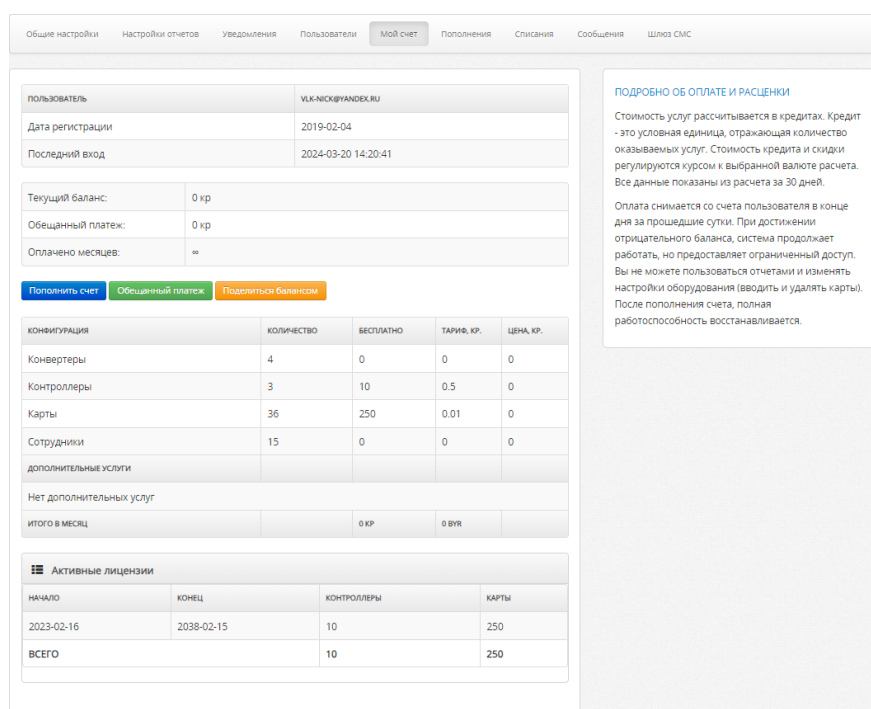 Общие настройки Настройки отчетов Уведомления Пользователи Мой счет Пополнения Списания Сообщения Шлюз СМС
ПОЛЬЗОВАТЕЛЬ VLK-NICK@YANDEX.RU
Дата регистрации 2019-02-04
Последний вход 2024-03-20 14:20:41
Текущий баланс: 0 кр
Обещанный платеж: 0 кр
Оплачено месяцев: ∞
Пополнить счет Обещанный платеж Поделиться балансом
КОНФИГУРАЦИЯ КОЛИЧЕСТВО БЕСПЛАТНО ТАРИФ, КР. ЦЕНА, КР.
Конвертеры 4 0 0 0
Контроллеры 3 10 0.5 0
Карты 36 250 0.01 0
Сотрудники 15 0 0 0
ДОПОЛНИТЕЛЬНЫЕ УСЛУГИ
Нет дополнительных услуг
ИТОГО В МЕСЯЦ 0 КР 0 BYR
Активные лицензии
НАЧАЛО КОНЕЦ КОНТРОЛЛЕРЫ КАРТЫ
2023-02-16 2038-02-15 10 250
ВСЕГО 10 250
ПОДРОБНО ОБ ОПЛАТЕ И РАСЦЕНКИ
Стоимость услуг рассчитывается в кредитах. Кредит
- это условная единица, отражающая количество
оказываемых услуг. Стоимость кредита и скидки
регулируются курсом к выбранной валюте расчета.
Все данные показаны из расчета за 30 дней.
Оплата снимается со счета пользователя в конце
дня за прошедшие сутки. При достижении
отрицательного баланса, система продолжает
работать, но предоставляет ограниченный доступ.
Вы не можете пользоваться отчетами и изменять
настройки оборудования (вводить и удалять карты).
После пополнения счета, полная
работоспособность восстанавливается.